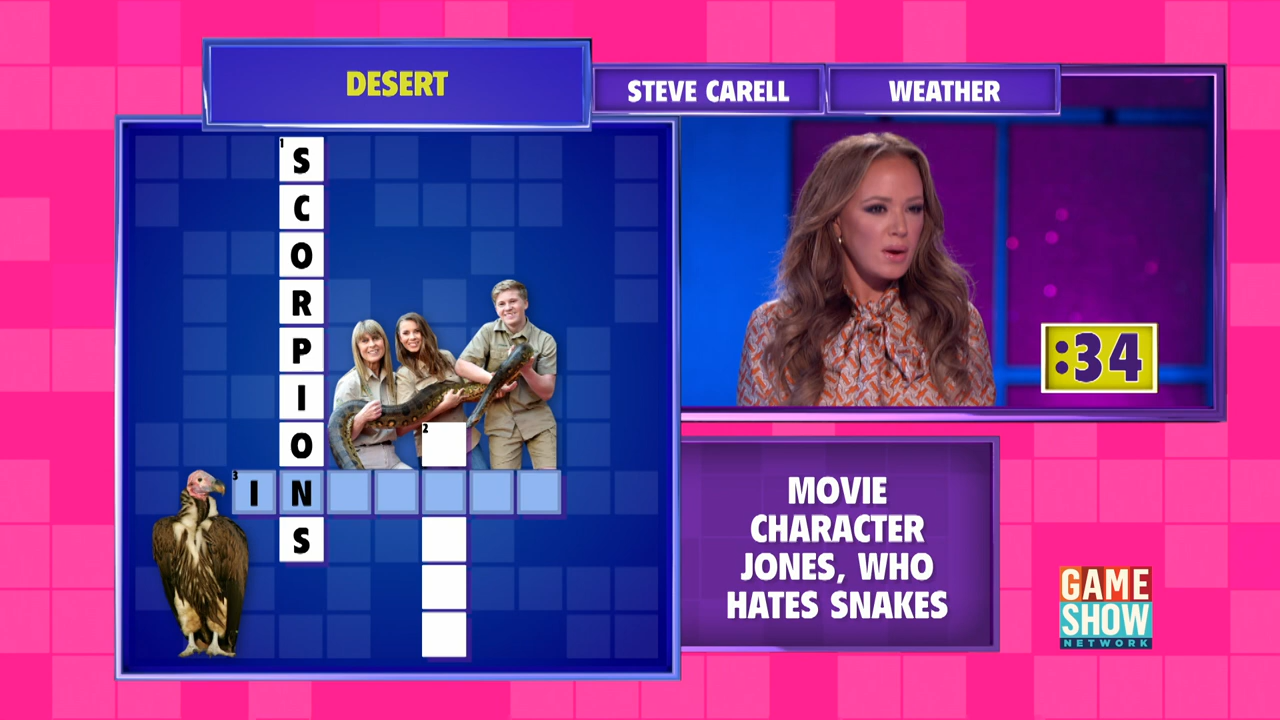 DESERT
STEVE CARELL
WEATHER
1
S
C
O
R
P
I
O
2
3
I N
S
:34
MOVIE
CHARACTER
JONES, WHO
HATES SNAKES
GAME
SHOW
NETWORK